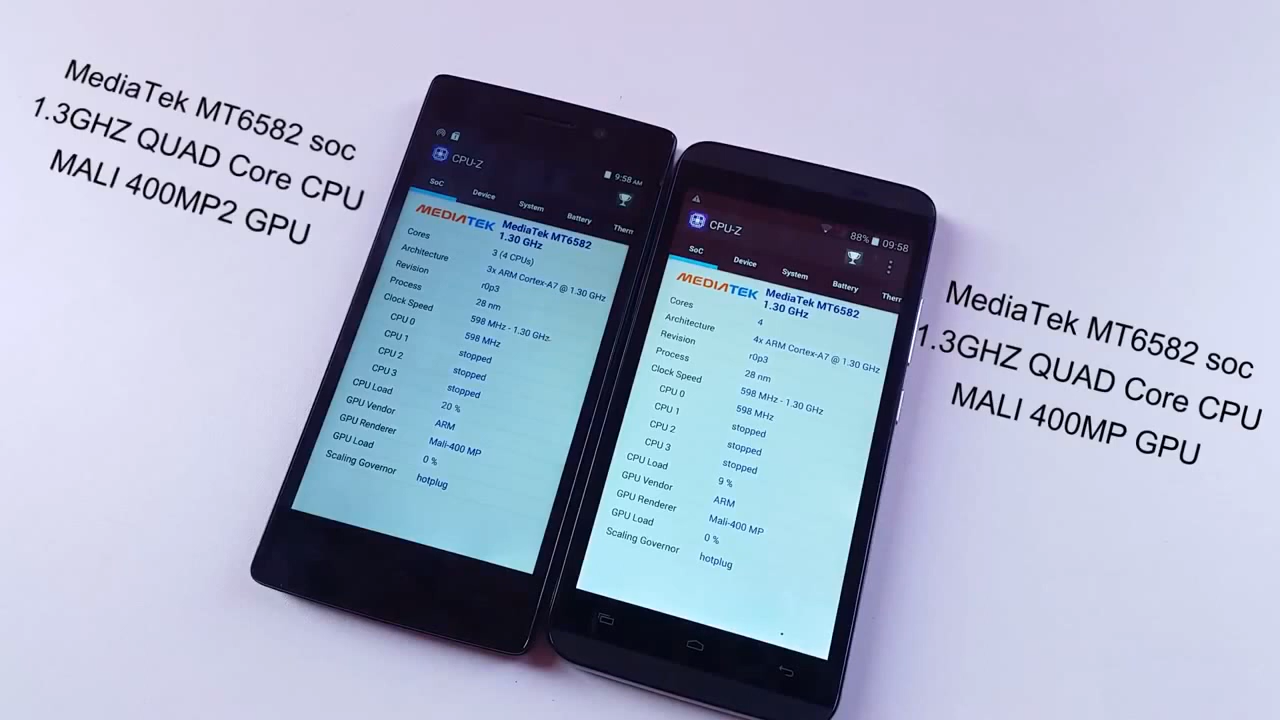 MediaTek MT6582 soc
1.3GHZ QUAD Core CPU
MALI 400MP2 GPU
9:58 AM
CPU-Z
SoC Device System Battery Therm
MEDIATEK MediaTek MT6582
1.30 GHz
Cores 3 (4 CPUs)
Architecture 3x ARM Cortex-A7 @ 1.30 GHz
Revision r0p3
Process 28 nm
Clock Speed 598 MHz - 1.30 GHz
CPU 0 598 MHz
CPU 1 stopped
CPU 2 stopped
CPU 3 stopped
CPU Load 20 %
GPU Vendor ARM
GPU Renderer Mali-400 MP
GPU Load 0 %
Scaling Governor hotplug
88% 09:58
CPU-Z
SoC Device System Battery Therr
MEDIATEK MediaTek MT6582
1.30 GHz
Cores 4
Architecture 4x ARM Cortex-A7 @ 1.30 GHz
Revision r0p3
Process 28 nm
Clock Speed 598 MHz - 1.30 GHz
CPU 0 598 MHz
CPU 1 stopped
CPU 2 stopped
CPU 3 stopped
CPU Load 9 %
GPU Vendor ARM
GPU Renderer Mali-400 MP
GPU Load 0 %
Scaling Governor hotplug
MediaTek MT6582 soc
1.3GHZ QUAD Core CPU
MALI 400MP GPU